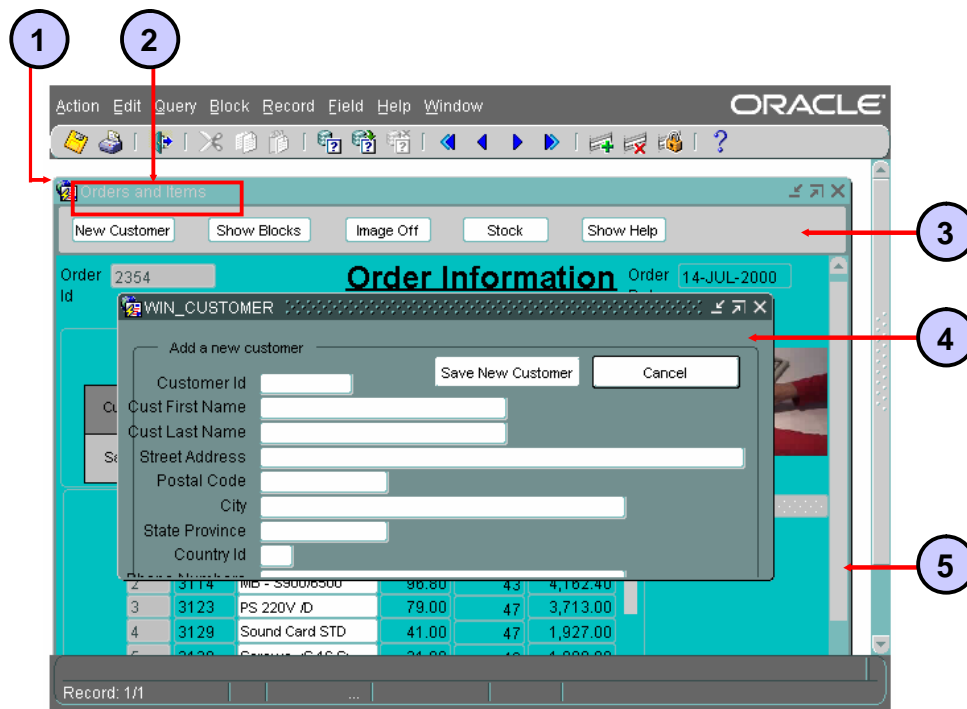 1 2
Action Edit Query Block Record Field Help Window ORACLE
Orders and Items
New Customer Show Blocks Image Off Stock Show Help
3
Order 2354 Order Information Order 14-JUL-2000
Id
WIN_CUSTOMER
4
Add a new customer
Save New Customer Cancel
Customer Id
Cust First Name
Cust Last Name
Street Address
Postal Code
City
State Province
Country Id
5
2 3114 MB - S900/6500 96.80 43 4,162.40
3 3123 PS 220V /D 79.00 47 3,713.00
4 3129 Sound Card STD 41.00 47 1,927.00
Record: 1/1 ...